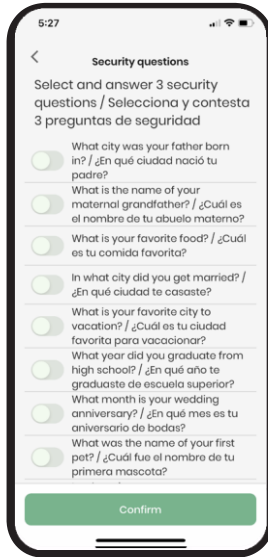 5:27
Security questions
Select and answer 3 security
questions / Selecciona y contesta
3 preguntas de seguridad
What city was your father born
in? / ¿En qué ciudad nació tu
padre?
What is the name of your
maternal grandfather? / ¿Cuál es
el nombre de tu abuelo materno?
What is your favorite food? / ¿Cuál
es tu comida favorita?
In what city did you get married? /
¿En qué ciudad te casaste?
What is your favorite city to
vacation? / ¿Cuál es tu ciudad
favorita para vacacionar?
What year did you graduate from
high school? / ¿En qué año te
graduaste de escuela superior?
What month is your wedding
anniversary? / ¿En qué mes es tu
aniversario de bodas?
What was the name of your first
pet? / ¿Cuál fue el nombre de tu
primera mascota?
Confirm